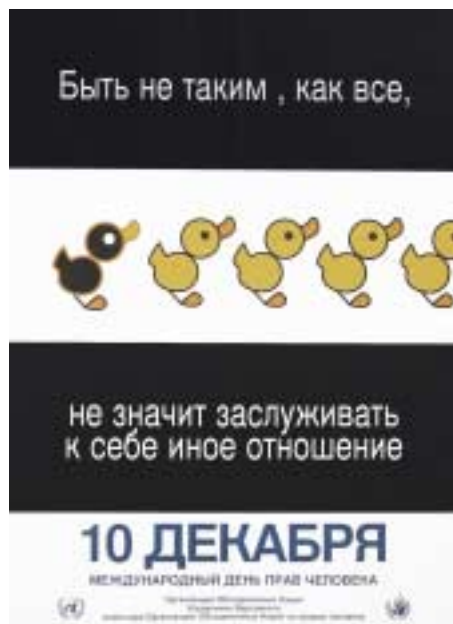 Быть не таким , как все,
не значит заслуживать
к себе иное отношение
10 ДЕКАБРЯ
МЕЖДУНАРОДНЫЙ ДЕНЬ ПРАВ ЧЕЛОВЕКА